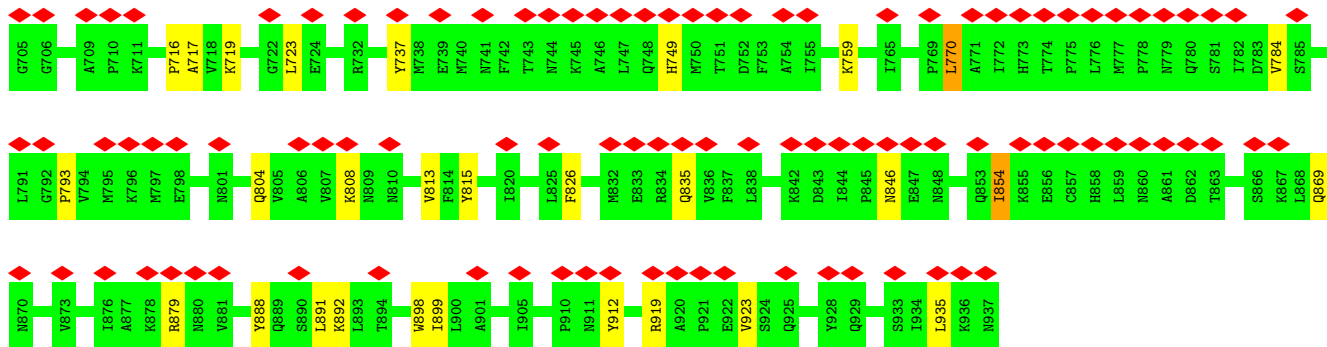 G705 G706 A709 P710 K711 P716 A717 V718 K719 G722 L723 E724 R732 Y737 M738 E739 M740 N741 F742 T743 N744 K745 A746 L747 Q748 H749 M750 T751 D752 F753 A754 I755 K759 I765 P769 L770 A771 I772 H773 T774 P775 L776 M777 P778 N779 Q780 S781 I782 D783 V784 S785
L791 G792 P793 V794 M795 K796 M797 E798 N801 Q804 V805 A806 V807 K808 N809 N810 V813 F814 Y815 I820 L825 F826 M832 E833 R834 Q835 V836 F837 L838 K842 D843 I844 P845 N846 E847 N848 Q853 I854 K855 E856 C857 H858 L859 N860 A861 D862 T863 S866 K867 L868 Q869
N870 V873 I876 A877 K878 R879 N880 V881 Y888 Q889 S890 L891 K892 L893 T894 W898 I899 L900 A901 I905 P910 N911 Y912 R919 A920 P921 E922 V923 S924 Q925 Y928 Q929 S933 I934 L935 K936 N937